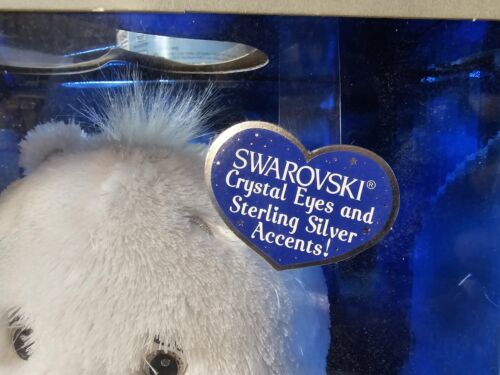 SWAROVSKI®
Crystal Eyes and
Sterling Silver
Accents!